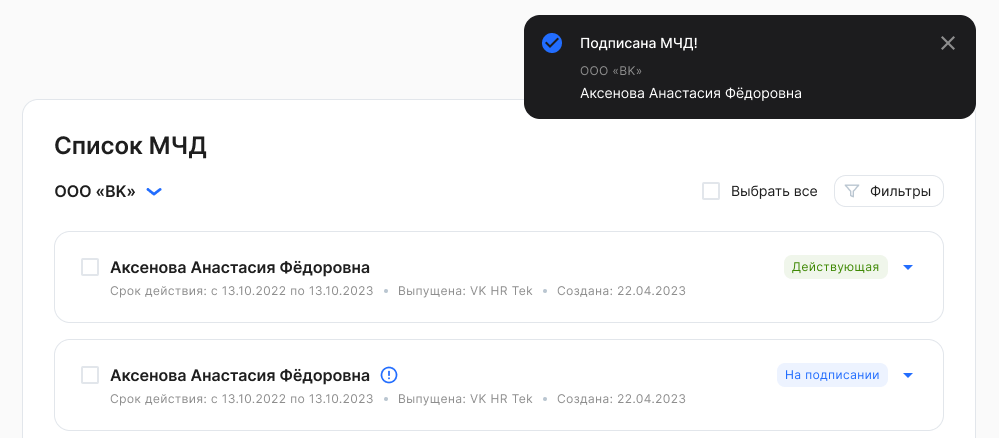 Подписана МЧД!
ООО «ВК»
Аксенова Анастасия Фёдоровна
Список МЧД
ООО «ВК»
Выбрать все
Фильтры
Аксенова Анастасия Фёдоровна
Действующая
Срок действия: с 13.10.2022 по 13.10.2023 • Выпущена: VK HR Tek • Создана: 22.04.2023
Аксенова Анастасия Фёдоровна
На подписании
Срок действия: с 13.10.2022 по 13.10.2023 • Выпущена: VK HR Tek • Создана: 22.04.2023